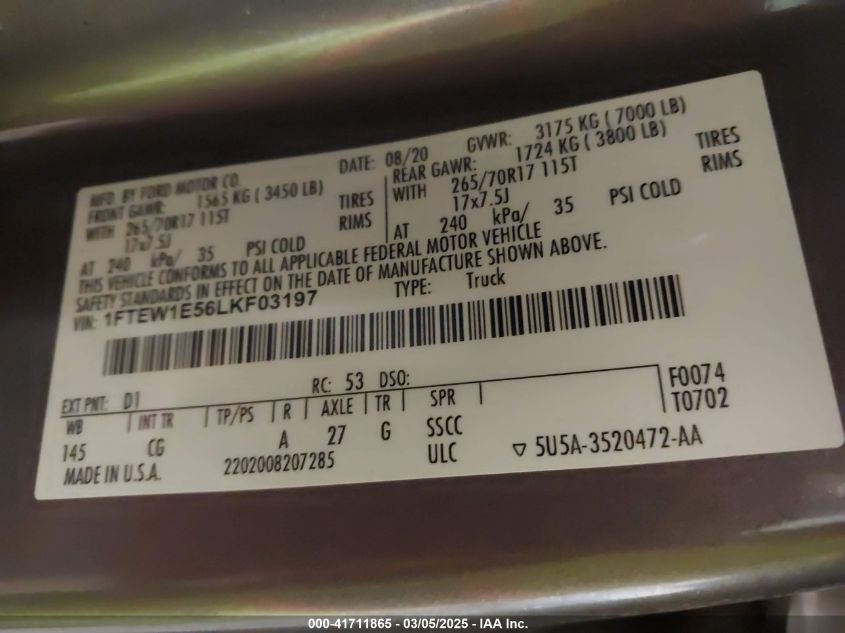 MFD. BY FORD MOTOR CO.
DATE: 08/20
GVWR: 3175 KG ( 7000 LB)
FRONT GAWR: 1565 KG ( 3450 LB)
REAR GAWR: 1724 KG ( 3800 LB)
WITH 265/70R17 115T TIRES
WITH 265/70R17 115T TIRES
17x7.5J RIMS
17x7.5J RIMS
AT 240 kPa/ 35 PSI COLD
AT 240 kPa/ 35 PSI COLD
THIS VEHICLE CONFORMS TO ALL APPLICABLE FEDERAL MOTOR VEHICLE
SAFETY STANDARDS IN EFFECT ON THE DATE OF MANUFACTURE SHOWN ABOVE.
VIN: 1FTEW1E56LKF03197
TYPE: Truck
EXT PNT: D1 RC: 53 DSO: F0074
WB INT TR TP/PS R AXLE TR SPR T0702
145 CG A 27 G SSCC
MADE IN U.S.A. 2202008207285 ULC ▽ 5U5A-3520472-AA
000-41711865 - 03/05/2025 - IAA Inc.